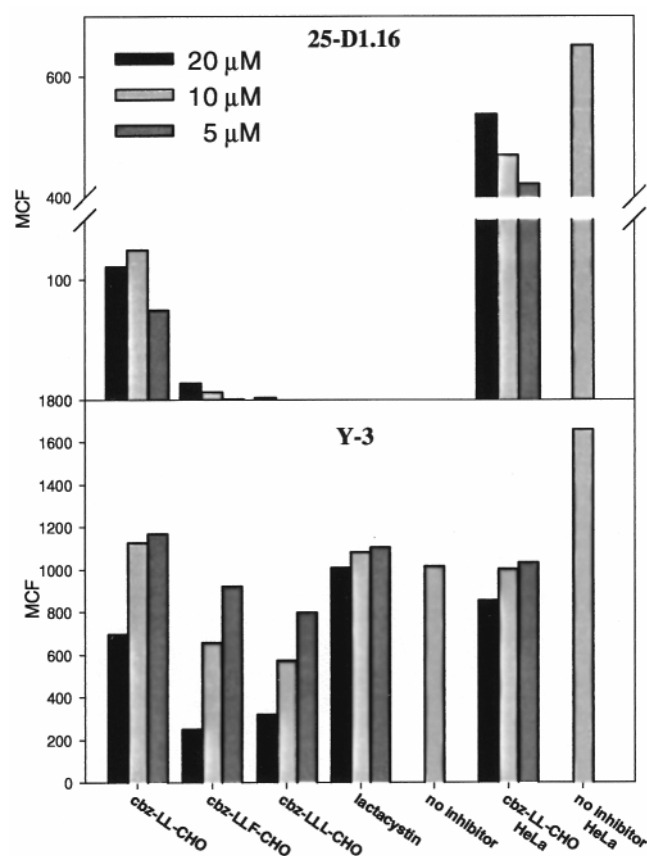 25-D1.16
20 µM
10 µM
5 µM
600
400
100
MCF
Y-3
1800
1600
1400
1200
1000
800
600
400
200
0
MCF
cbz-LL-CHO
cbz-LLF-CHO
cbz-LLL-CHO
lactacystin
no inhibitor
cbz-LL-CHO
HeLa
no inhibitor
HeLa